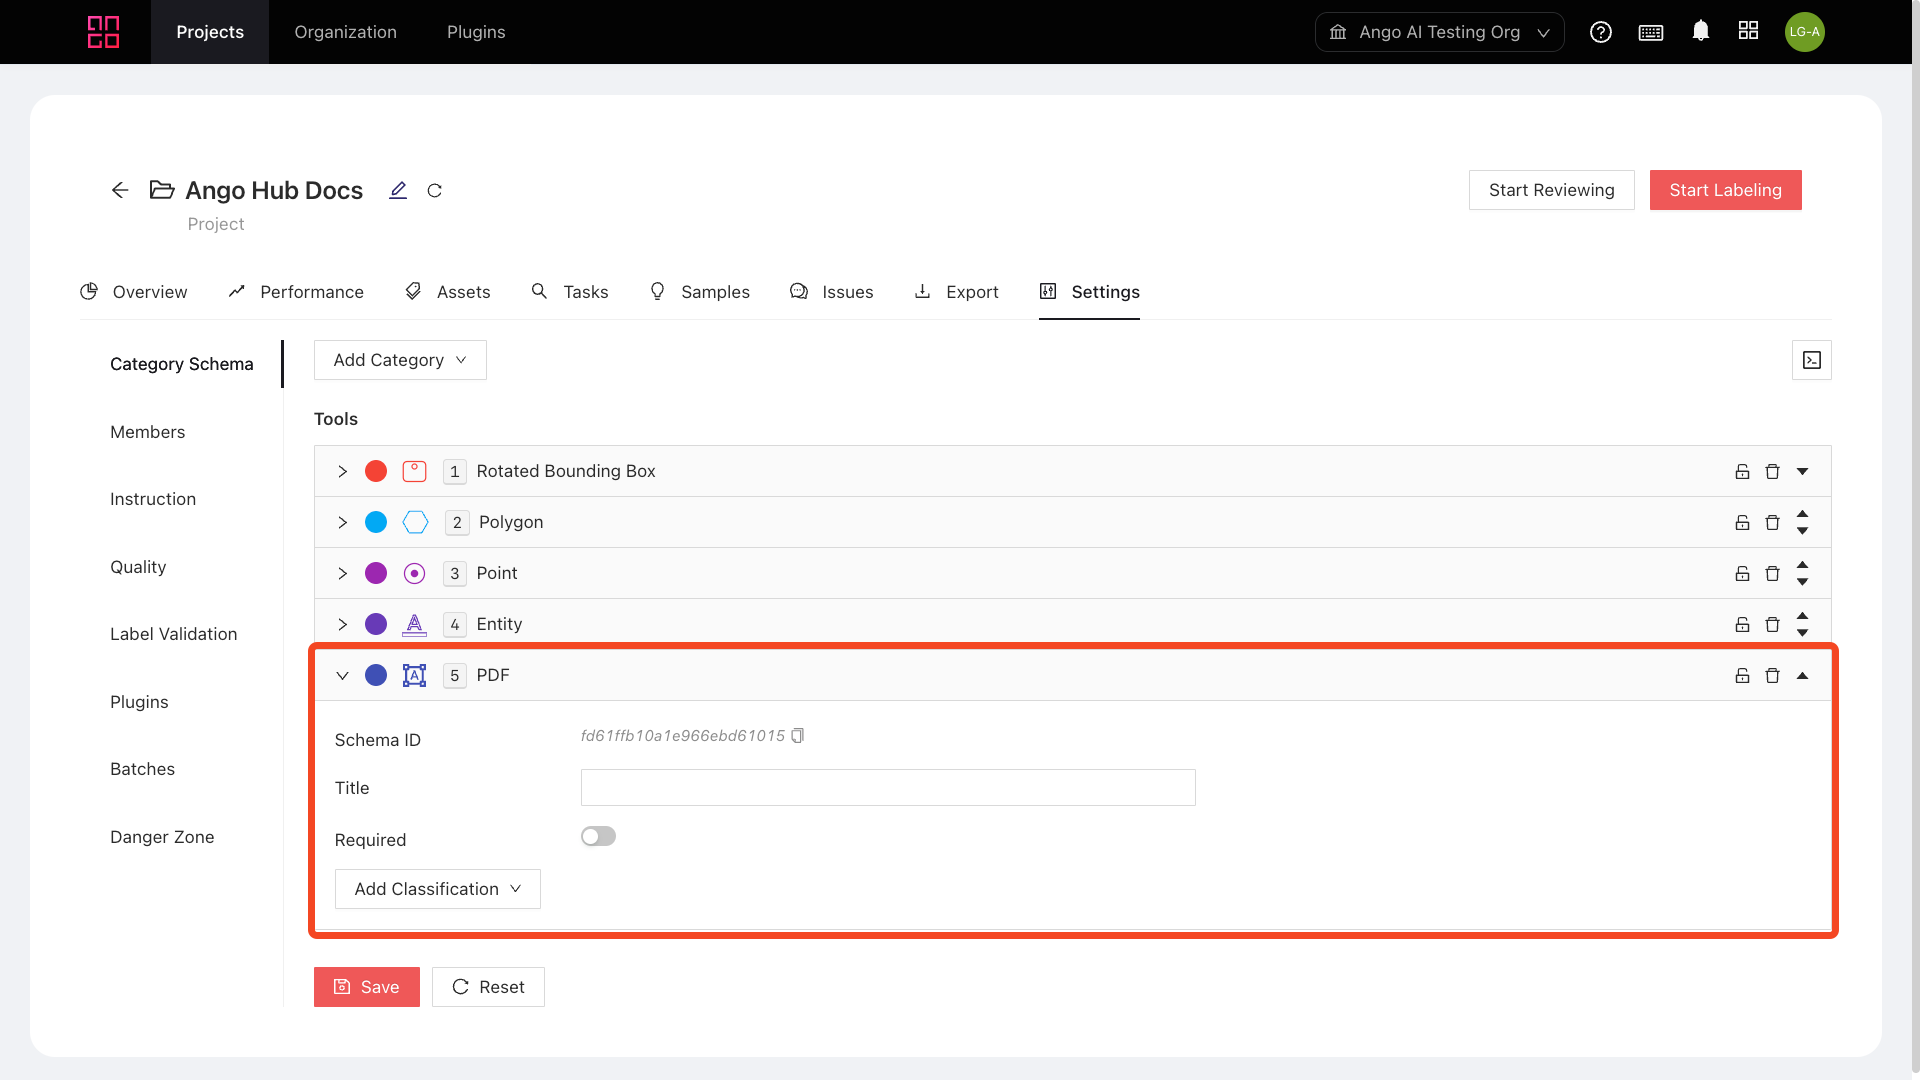 Projects Organization Plugins Ango AI Testing Org LG-A
Ango Hub Docs
Project
Start Reviewing Start Labeling
Overview Performance Assets Tasks Samples Issues Export Settings
Category Schema
Members
Instruction
Quality
Label Validation
Plugins
Batches
Danger Zone
Add Category
Tools
1 Rotated Bounding Box
2 Polygon
3 Point
A 4 Entity
A 5 PDF
Schema ID fd61ffb10a1e966ebd61015
Title
Required
Add Classification
Save Reset